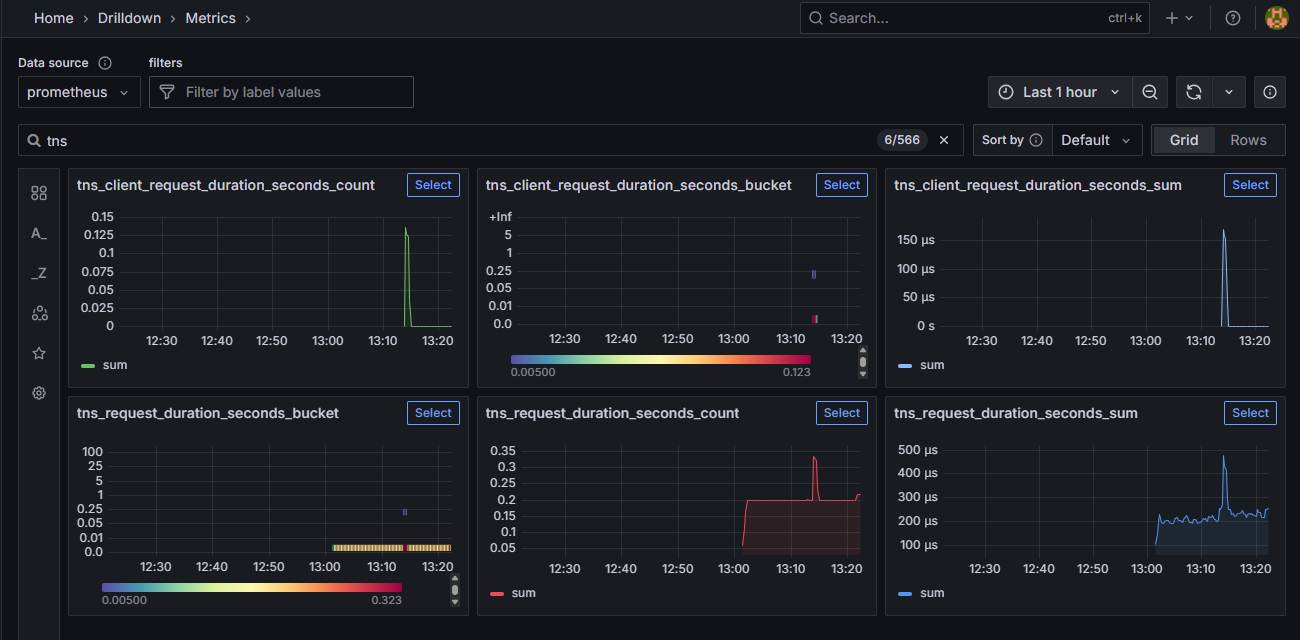 Home › Drilldown › Metrics ›
Search... ctrl+k
Data source filters
prometheus Filter by label values Last 1 hour
tns 6/566 Sort by Default Grid Rows
A_
_Z
tns_client_request_duration_seconds_count Select
0.15
0.125
0.1
0.075
0.05
0.025
0
12:30 12:40 12:50 13:00 13:10 13:20
sum
tns_client_request_duration_seconds_bucket Select
+Inf
5
1
0.25
0.05
0.01
0.0
12:30 12:40 12:50 13:00 13:10 13:20
0.00500 0.123
tns_client_request_duration_seconds_sum Select
150 µs
100 µs
50 µs
0 s
12:30 12:40 12:50 13:00 13:10 13:20
sum
tns_request_duration_seconds_bucket Select
100
25
5
1
0.25
0.05
0.01
0.0
12:30 12:40 12:50 13:00 13:10 13:20
0.00500 0.323
tns_request_duration_seconds_count Select
0.35
0.3
0.25
0.2
0.15
0.1
0.05
12:30 12:40 12:50 13:00 13:10 13:20
sum
tns_request_duration_seconds_sum Select
500 µs
400 µs
300 µs
200 µs
100 µs
12:30 12:40 12:50 13:00 13:10 13:20
sum